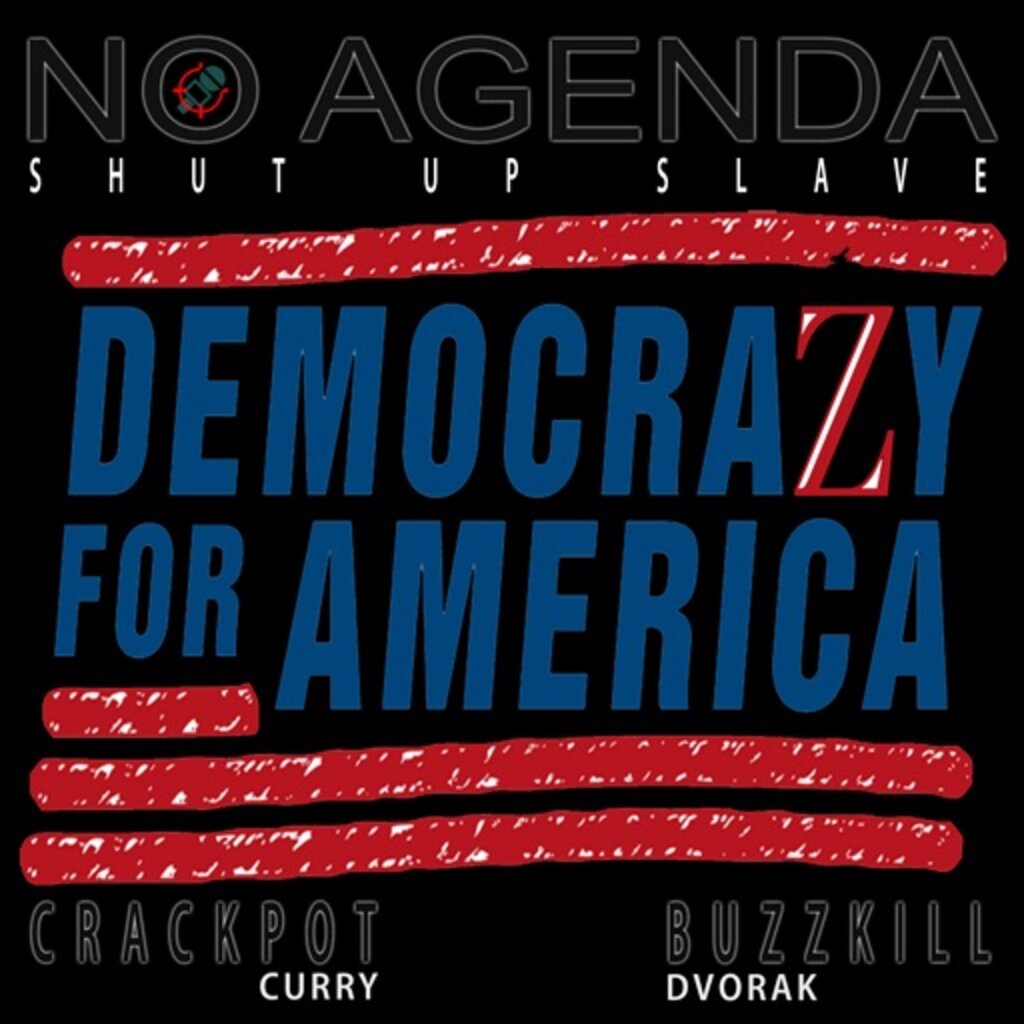 NO AGENDA
SHUT UP SLAVE
DEMOCRAZY
FOR AMERICA
CRACKPOT BUZZKILL
CURRY DVORAK